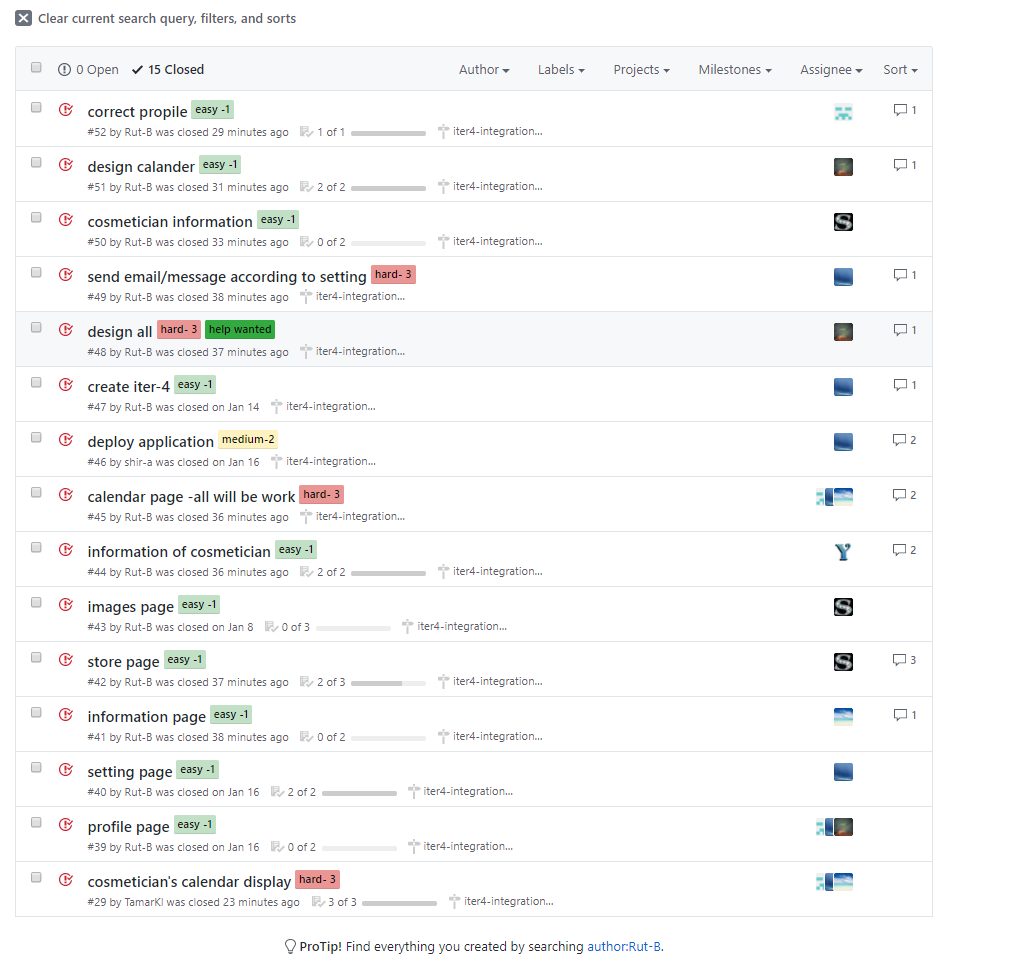 Clear current search query, filters, and sorts
0 Open 15 Closed Author Labels Projects Milestones Assignee Sort
correct propile easy -1 1
#52 by Rut-B was closed 29 minutes ago 1 of 1 iter4-integration...
design calander easy -1 1
#51 by Rut-B was closed 31 minutes ago 2 of 2 iter4-integration...
cosmetician information easy -1
#50 by Rut-B was closed 33 minutes ago 0 of 2 iter4-integration...
send email/message according to setting hard- 3 1
#49 by Rut-B was closed 38 minutes ago iter4-integration...
design all hard- 3 help wanted 1
#48 by Rut-B was closed 37 minutes ago iter4-integration...
create iter-4 easy -1 1
#47 by Rut-B was closed on Jan 14 iter4-integration...
deploy application medium-2 2
#46 by shir-a was closed on Jan 16 iter4-integration...
calendar page -all will be work hard- 3 2
#45 by Rut-B was closed 36 minutes ago iter4-integration...
information of cosmetician easy -1 2
#44 by Rut-B was closed 36 minutes ago 2 of 2 iter4-integration...
images page easy -1
#43 by Rut-B was closed on Jan 8 0 of 3 iter4-integration...
store page easy -1 3
#42 by Rut-B was closed 37 minutes ago 2 of 3 iter4-integration...
information page easy -1 1
#41 by Rut-B was closed 38 minutes ago 0 of 2 iter4-integration...
setting page easy -1
#40 by Rut-B was closed on Jan 16 2 of 2 iter4-integration...
profile page easy -1
#39 by Rut-B was closed on Jan 16 0 of 2 iter4-integration...
cosmetician's calendar display hard- 3
#29 by TamarKl was closed 23 minutes ago 3 of 3 iter4-integration...
ProTip! Find everything you created by searching author:Rut-B.